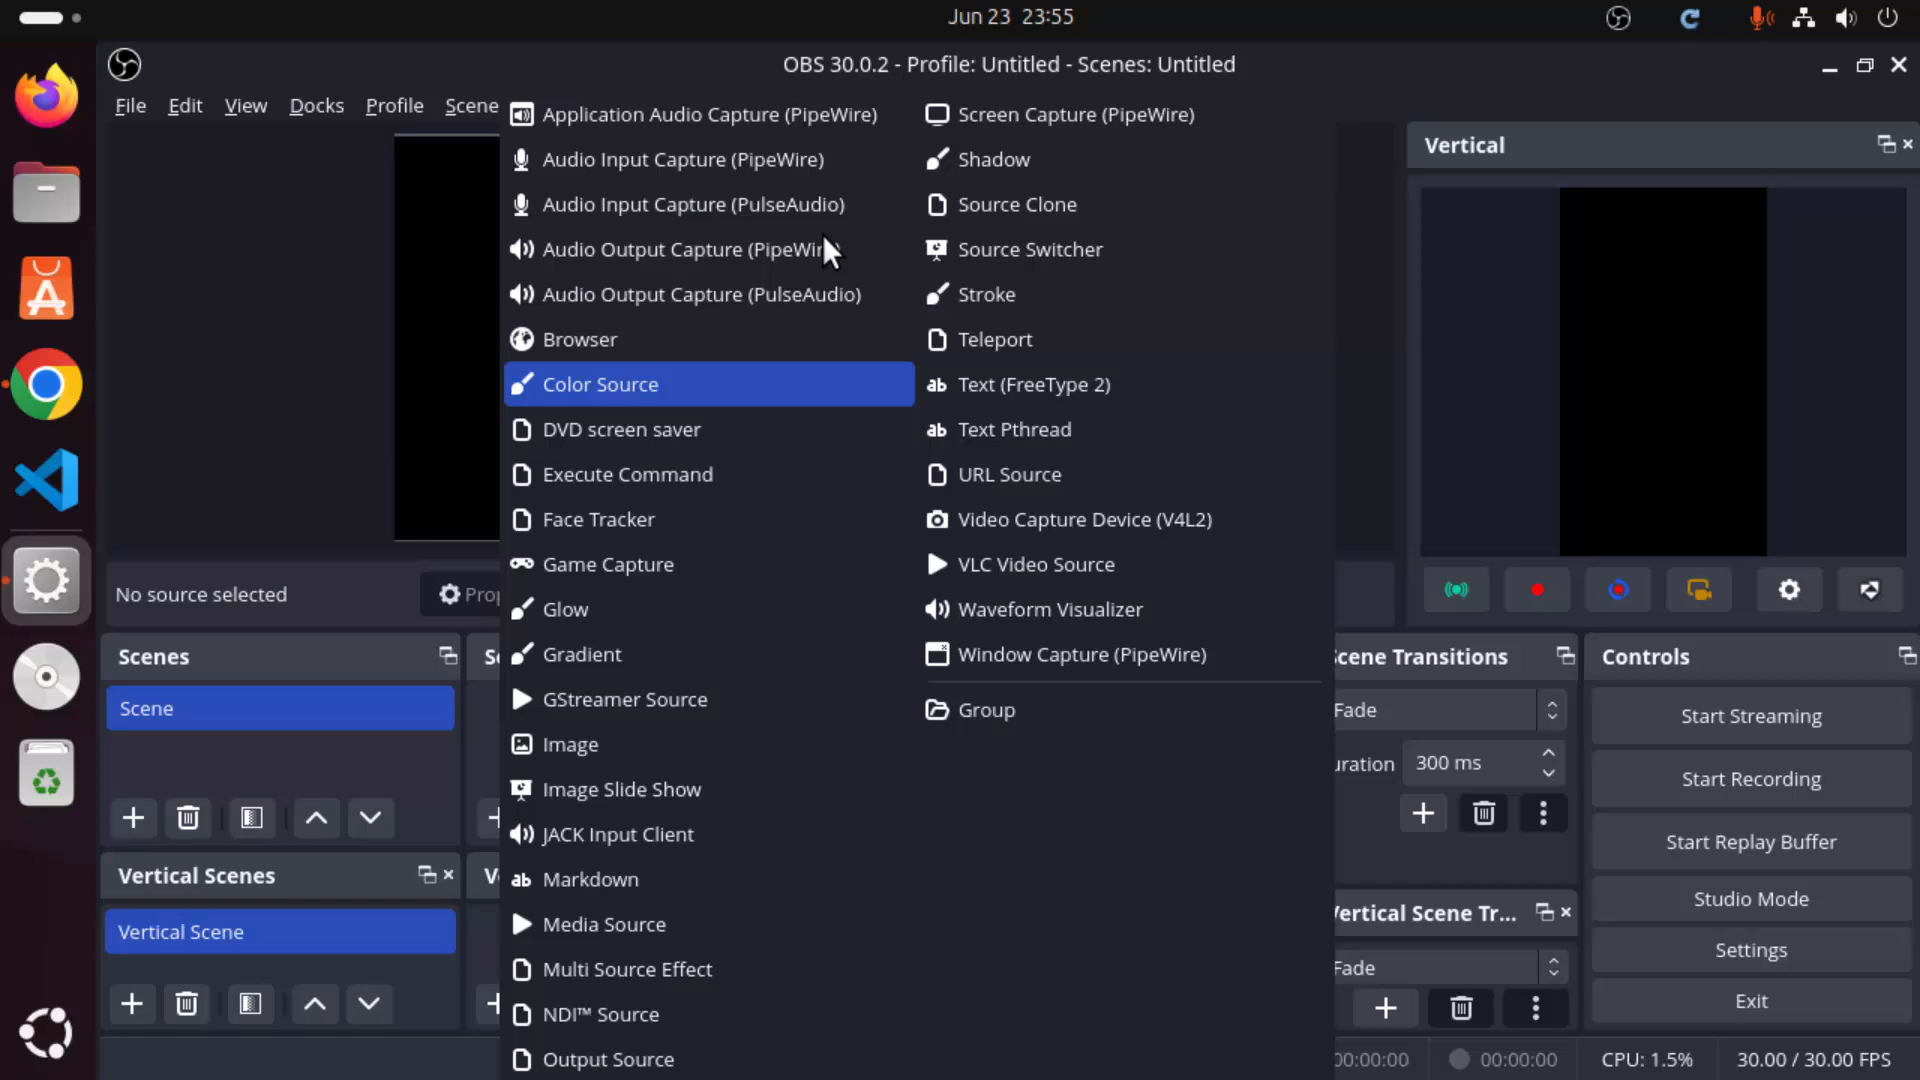 Jun 23 23:55
OBS 30.0.2 - Profile: Untitled - Scenes: Untitled
File Edit View Docks Profile Scene
Application Audio Capture (PipeWire)
Audio Input Capture (PipeWire)
Audio Input Capture (PulseAudio)
Audio Output Capture (PipeWire)
Audio Output Capture (PulseAudio)
Browser
Color Source
DVD screen saver
Execute Command
Face Tracker
Game Capture
Glow
Gradient
GStreamer Source
Image
Image Slide Show
JACK Input Client
Markdown
Media Source
Multi Source Effect
NDI™ Source
Output Source
Screen Capture (PipeWire)
Shadow
Source Clone
Source Switcher
Stroke
Teleport
Text (FreeType 2)
Text Pthread
URL Source
Video Capture Device (V4L2)
VLC Video Source
Waveform Visualizer
Window Capture (PipeWire)
Group
Vertical
No source selected
Scenes
Scene
Vertical Scenes
Vertical Scene
Scene Transitions
Fade
300 ms
Vertical Scene Tr...
Fade
Controls
Start Streaming
Start Recording
Start Replay Buffer
Studio Mode
Settings
Exit
00:00:00 00:00:00 CPU: 1.5% 30.00 / 30.00 FPS